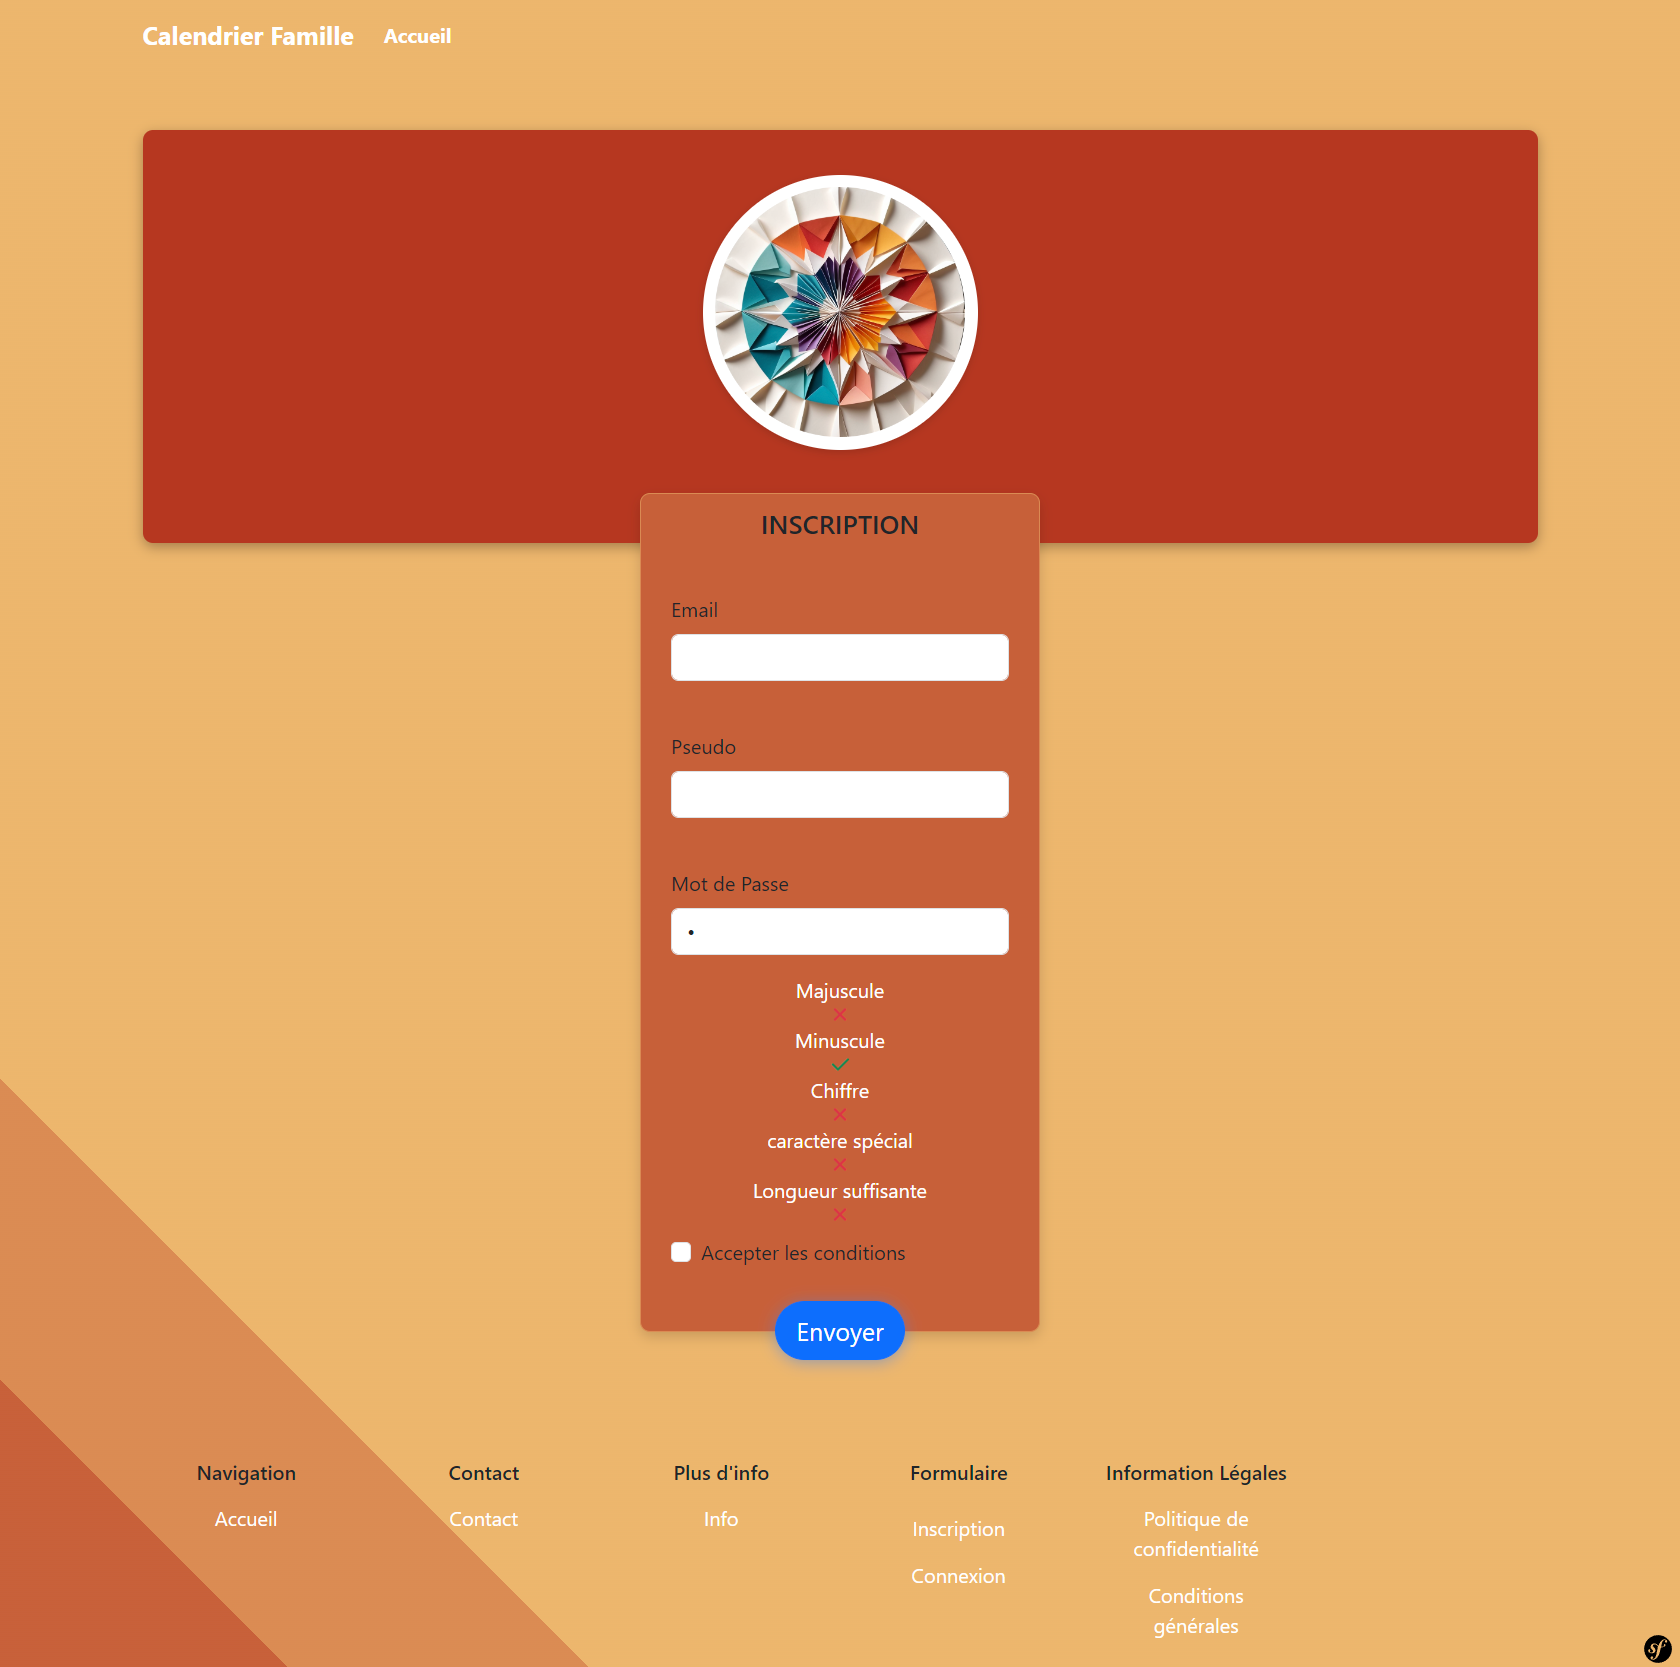 Calendrier Famille
Accueil
INSCRIPTION
Email
Pseudo
Mot de Passe
Majuscule
Minuscule
Chiffre
caractère spécial
Longueur suffisante
Accepter les conditions
Envoyer
Navigation
Accueil
Contact
Contact
Plus d'info
Info
Formulaire
Inscription
Connexion
Information Légales
Politique de
confidentialité
Conditions
générales
sf